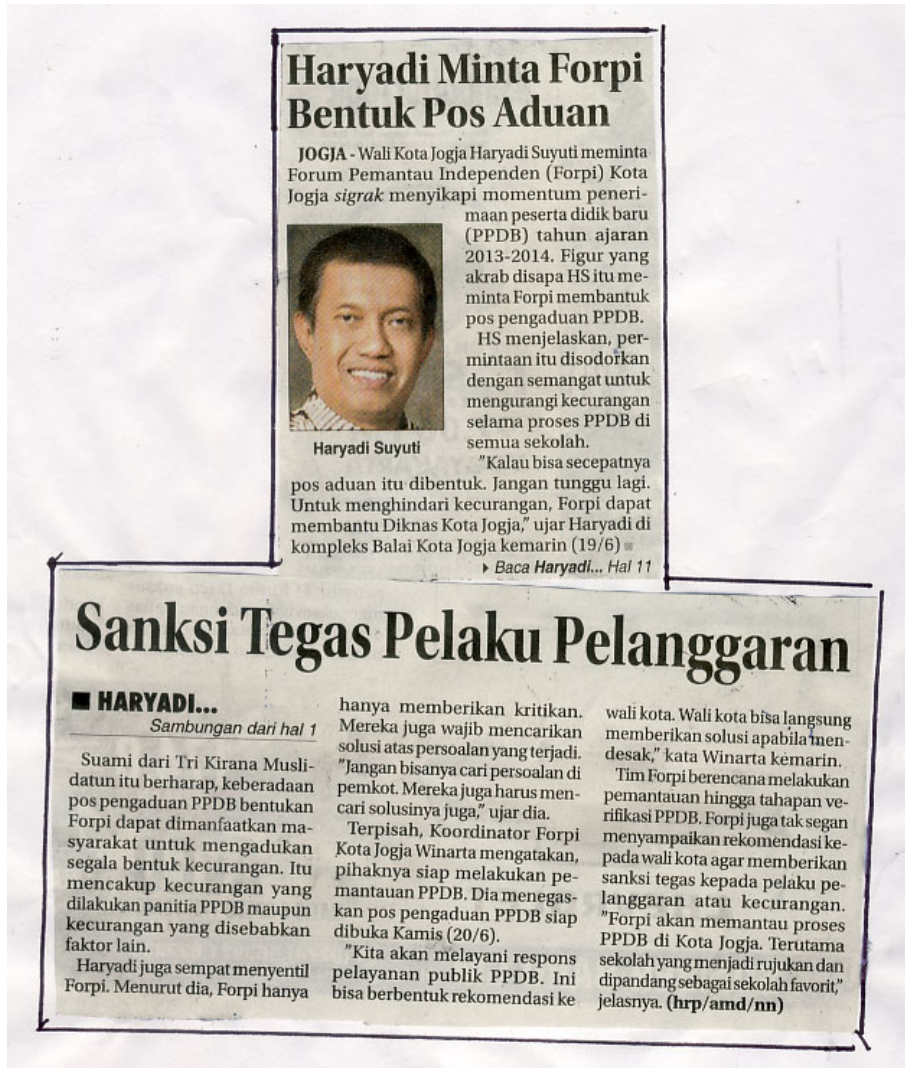 Haryadi Minta Forpi
Bentuk Pos Aduan
JOGJA - Wali Kota Jogja Haryadi Suyuti meminta
Forum Pemantau Independen (Forpi) Kota
Jogja sigrak menyikapi momentum peneri-
maan peserta didik baru
(PPDB) tahun ajaran
2013-2014. Figur yang
akrab disapa HS itu me-
minta Forpi membantuk
pos pengaduan PPDB.
HS menjelaskan, per-
mintaan itu disodorkan
dengan semangat untuk
mengurangi kecurangan
selama proses PPDB di
semua sekolah.
Haryadi Suyuti
"Kalau bisa secepatnya
pos aduan itu dibentuk. Jangan tunggu lagi.
Untuk menghindari kecurangan, Forpi dapat
membantu Diknas Kota Jogja," ujar Haryadi di
kompleks Balai Kota Jogja kemarin (19/6)
Baca Haryadi... Hal 11
Sanksi Tegas Pelaku Pelanggaran
HARYADI...
Sambungan dari hal 1
Suami dari Tri Kirana Musli-
datun itu berharap, keberadaan
pos pengaduan PPDB bentukan
Forpi dapat dimanfaatkan ma-
syarakat untuk mengadukan
segala bentuk kecurangan. Itu
mencakup kecurangan yang
dilakukan panitia PPDB maupun
kecurangan yang disebabkan
faktor lain.
Haryadi juga sempat menyentil
Forpi. Menurut dia, Forpi hanya
hanya memberikan kritikan.
Mereka juga wajib mencarikan
solusi atas persoalan yang terjadi.
"Jangan bisanya cari persoalan di
pemkot. Mereka juga harus men-
cari solusinya juga," ujar dia.
Terpisah, Koordinator Forpi
Kota Jogja Winarta mengatakan,
pihaknya siap melakukan pe-
mantauan PPDB. Dia menegas-
kan pos pengaduan PPDB siap
dibuka Kamis (20/6).
"Kita akan melayani respons
pelayanan publik PPDB. Ini
bisa berbentuk rekomendasi ke
wali kota. Wali kota bisa langsung
memberikan solusi apabila men-
desak," kata Winarta kemarin.
Tim Forpi berencana melakukan
pemantauan hingga tahapan ve-
rifikasi PPDB. Forpi juga tak segan
menyampaikan rekomendasi ke-
pada wali kota agar memberikan
sanksi tegas kepada pelaku pe-
langgaran atau kecurangan.
"Forpi akan memantau proses
PPDB di Kota Jogja. Terutama
sekolah yang menjadi rujukan dan
dipandang sebagai sekolah favorit,"
jelasnya. (hrp/amd/nn)